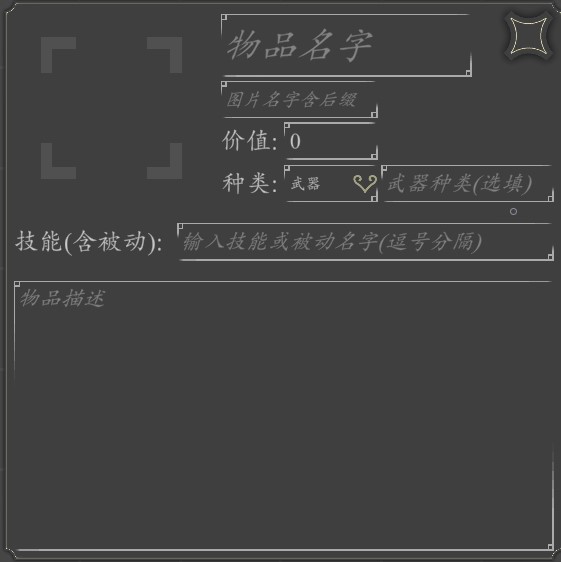 物品名字
图片名字含后缀
价值: 0
种类: 武器 武器种类(选填)
技能(含被动): 输入技能或被动名字(逗号分隔)
物品描述